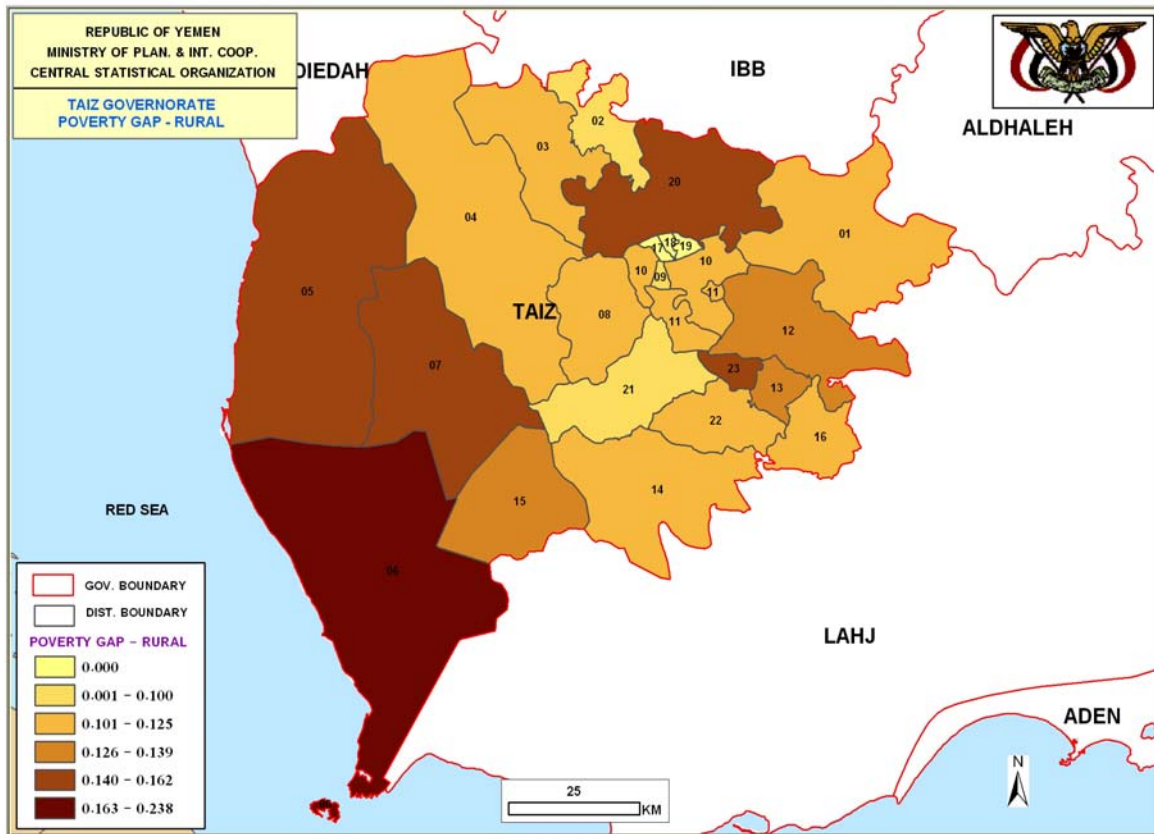 REPUBLIC OF YEMEN
MINISTRY OF PLAN. & INT. COOP.
CENTRAL STATISTICAL ORGANIZATION
TAIZ GOVERNORATE
POVERTY GAP - RURAL
DIEDAH
IBB
ALDHALEH
02
03
20
04
01
17
18
19
10
10
09
05
11
TAIZ
08
11
12
07
23
13
21
22
16
14
15
RED SEA
06
LAHJ
ADEN
GOV. BOUNDARY
DIST. BOUNDARY
POVERTY GAP – RURAL
0.000
0.001 – 0.100
0.101 – 0.125
0.126 – 0.139
0.140 – 0.162
0.163 – 0.238
25
KM
N